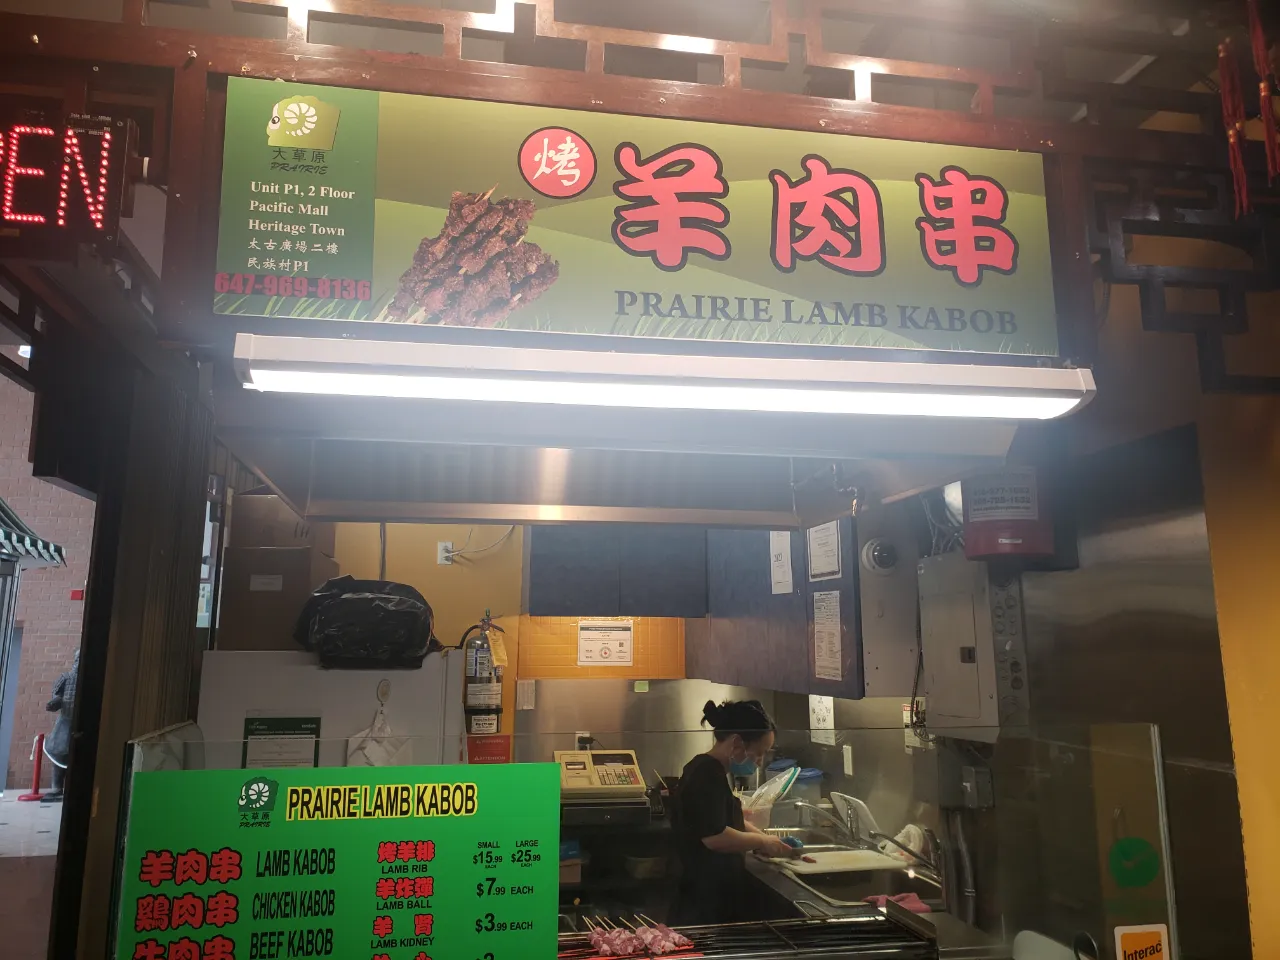 EN
大草原
PRAIRIE
Unit P1, 2 Floor
Pacific Mall
Heritage Town
太古廣場二樓
民族村P1
647-969-8136
烤
羊肉串
PRAIRIE LAMB KABOB
大草原
PRAIRIE
PRAIRIE LAMB KABOB
SMALL LARGE
羊肉串 LAMB KABOB
烤羊排
LAMB RIB
$15.99 EACH $25.99 EACH
雞肉串 CHICKEN KABOB
羊炸彈
LAMB BALL
$7.99 EACH
牛肉串 BEEF KABOB
羊腎
LAMB KIDNEY
$3.99 EACH
Interac